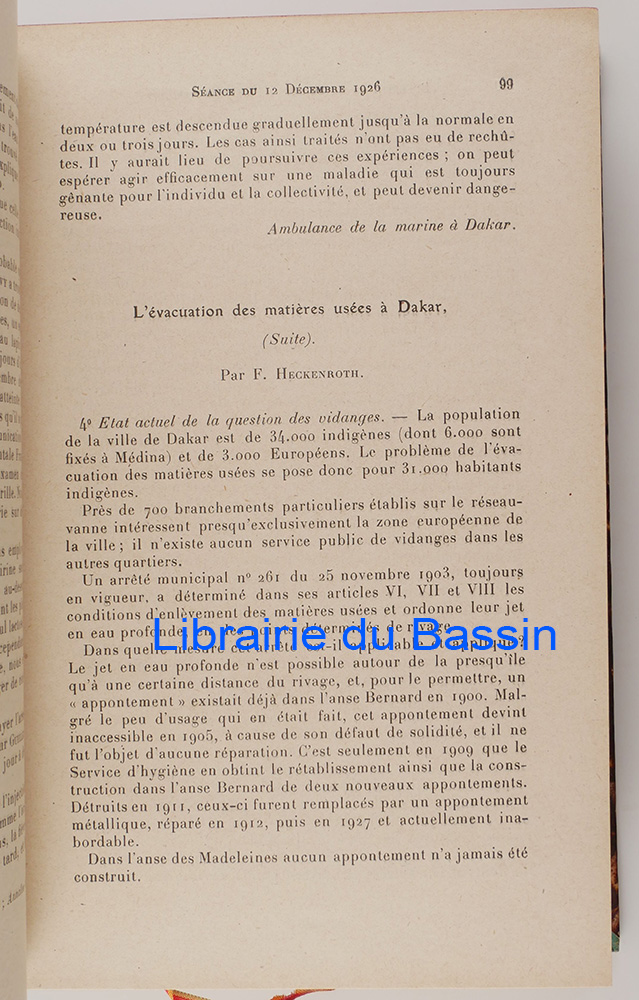 SÉANCE DU 12 DÉCEMBRE 1926 99
température est descendue graduellement jusqu'à la normale en
deux ou trois jours. Les cas ainsi traités n'ont pas eu de rechû-
tes. Il y aurait lieu de poursuivre ces expériences ; on peut
espérer agir efficacement sur une maladie qui est toujours
gênante pour l'individu et la collectivité, et peut devenir dange-
reuse.
Ambulance de la marine à Dakar.
L'évacuation des matières usées à Dakar,
(Suite).
Par F. HECKENROTH.
4° Etat actuel de la question des vidanges. — La population
de la ville de Dakar est de 34.000 indigènes (dont 6.000 sont
fixés à Médina) et de 3.000 Européens. Le problème de l'éva-
cuation des matières usées se pose donc pour 31.000 habitants
indigènes.
Près de 700 branchements particuliers établis sur le réseau-
vanne intéressent presqu'exclusivement la zone européenne de
la ville ; il n'existe aucun service public de vidanges dans les
autres quartiers.
Un arrêté municipal n° 261 du 25 novembre 1903, toujours
en vigueur, a déterminé dans ses articles VI, VII et VIII les
conditions d'enlèvement des matières usées et ordonne leur jet
en eau profonde en des points déterminés de rivage.
Librairie du Bassin
Dans quelle mesure cet arrêté est-il applicable et appliqué ?
Le jet en eau profonde n'est possible autour de la presqu'île
qu'à une certaine distance du rivage, et, pour le permettre, un
« appontement » existait déjà dans l'anse Bernard en 1900. Mal-
gré le peu d'usage qui en était fait, cet appontement devint
inaccessible en 1905, à cause de son défaut de solidité, et il ne
fut l'objet d'aucune réparation. C'est seulement en 1909 que le
Service d'hygiène en obtint le rétablissement ainsi que la cons-
truction dans l'anse Bernard de deux nouveaux appontements.
Détruits en 1911, ceux-ci furent remplacés par un appontement
métallique, réparé en 1912, puis en 1927 et actuellement ina-
bordable.
Dans l'anse des Madeleines aucun appontement n'a jamais été
construit.